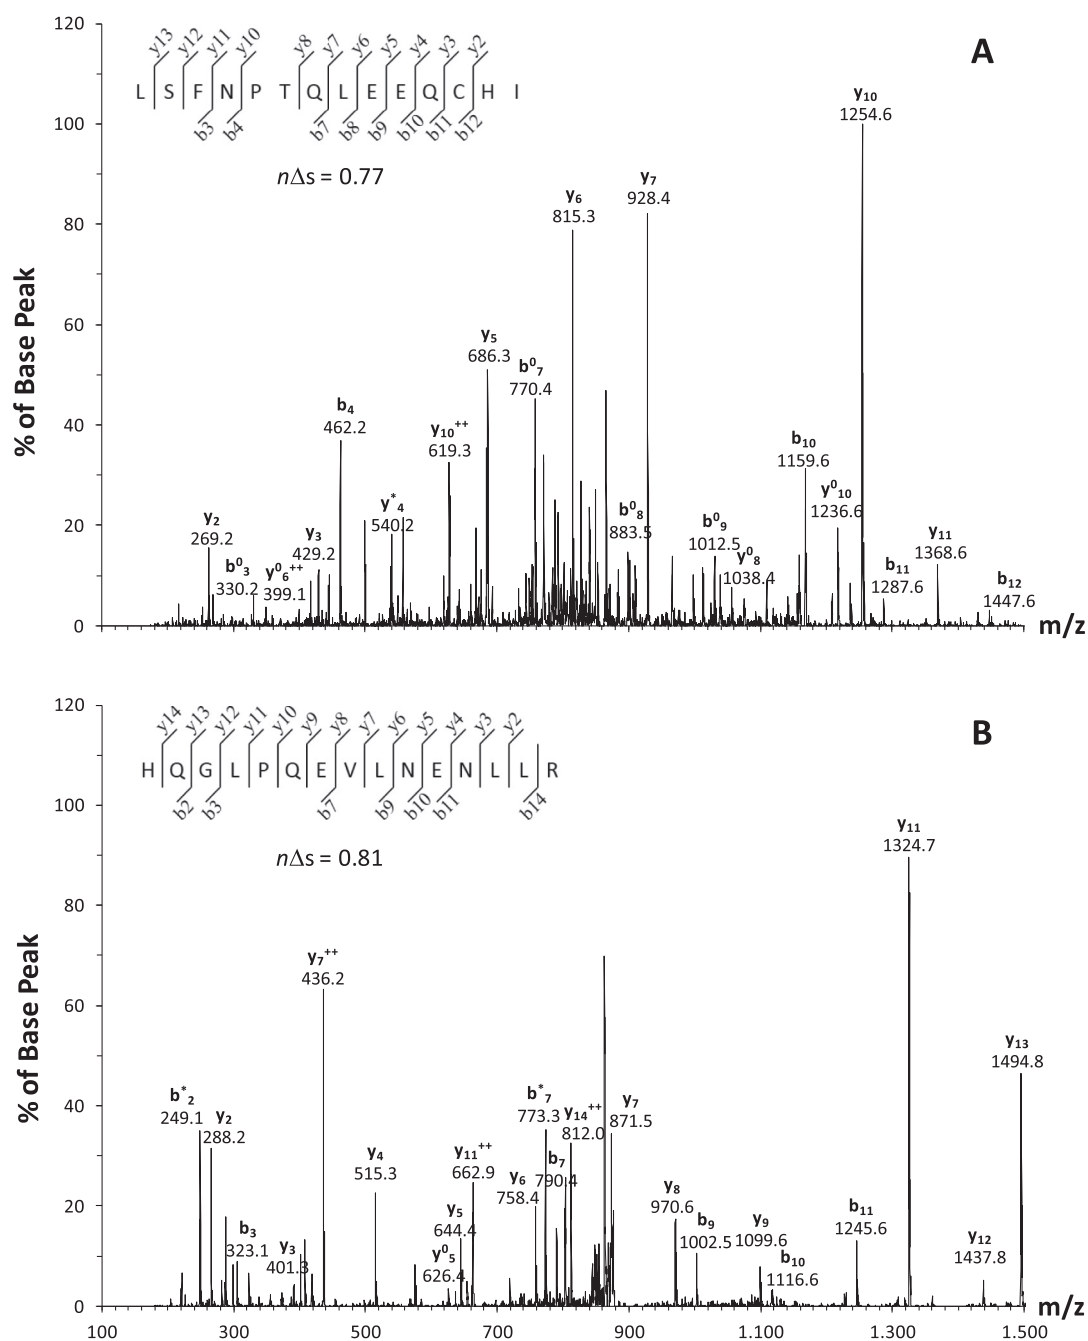 A
y13 y12 y11 y10 y8 y7 y6 y5 y4 y3 y2
L S F N P T Q L E E Q C H I
b3 b4 b7 b8 b9 b10 b11 b12
nΔs = 0.77
% of Base Peak
120
100
80
60
40
20
0
y2
269.2
b⁰3
330.2
y⁰6⁺⁺
399.1
y3
429.2
b4
462.2
y*4
540.2
y10⁺⁺
619.3
y5
686.3
b⁰7
770.4
y6
815.3
b⁰8
883.5
y7
928.4
b⁰9
1012.5
y⁰8
1038.4
b10
1159.6
y⁰10
1236.6
y10
1254.6
b11
1287.6
y11
1368.6
b12
1447.6
m/z
B
y14 y13 y12 y11 y10 y9 y8 y7 y6 y5 y4 y3 y2
H Q G L P Q E V L N E N L L R
b2 b3 b7 b9 b10 b11 b14
nΔs = 0.81
% of Base Peak
120
100
80
60
40
20
0
b*2
249.1
y2
288.2
b3
323.1
y3
401.3
y7⁺⁺
436.2
y4
515.3
y⁰5
626.4
y5
644.4
y11⁺⁺
662.9
y6
758.4
b*7
773.3
b7
790.4
y14⁺⁺
812.0
y7
871.5
y8
970.6
b9
1002.5
y9
1099.6
b10
1116.6
b11
1245.6
y11
1324.7
y12
1437.8
y13
1494.8
100 300 500 700 900 1.100 1.300 1.500
m/z